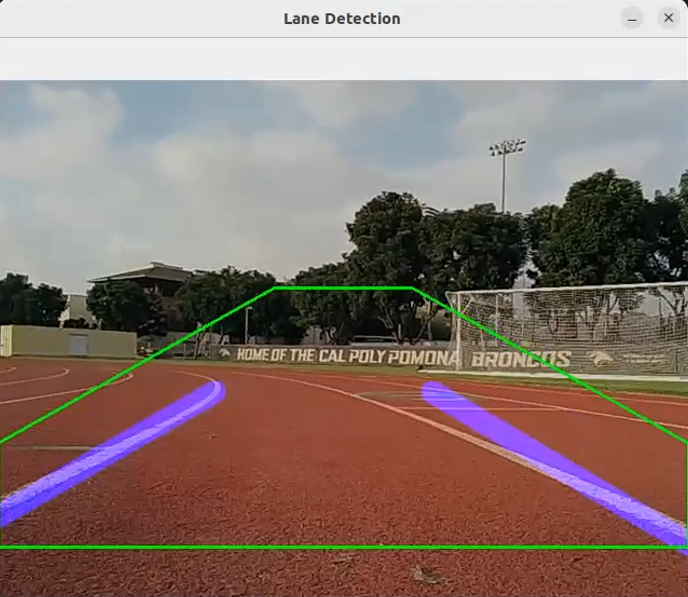 Lane Detection
HOME OF THE CAL POLY POMONA BRONCOS